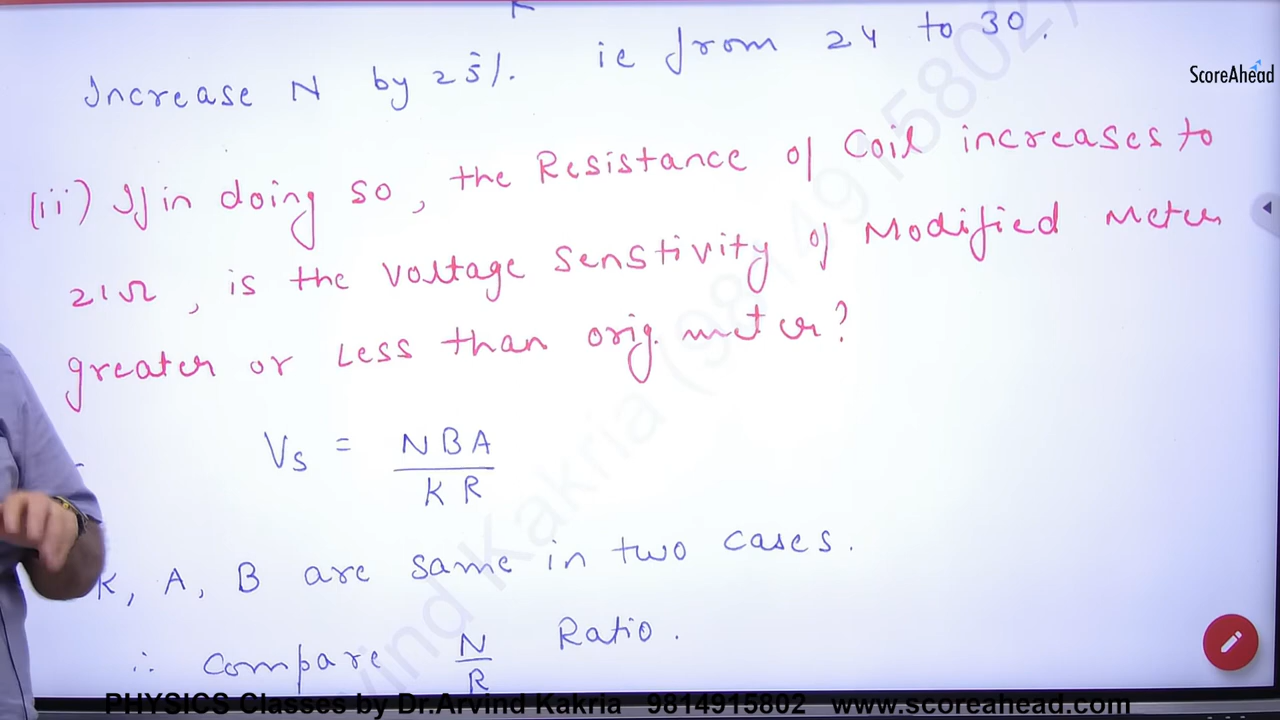 Increase N by 25%. ie from 24 to 30.
ScoreAhead
(ii) If in doing so, the Resistance of Coil increases to
21Ω, is the Voltage Senstivity of Modified Meter
greater or Less than orig. meter?
Vs = NBA / KR
K, A, B are same in two cases.
∴ Compare N/R Ratio.
PHYSICS Classes by Dr.Arvind Kakria 9814915802 www.scoreahead.com